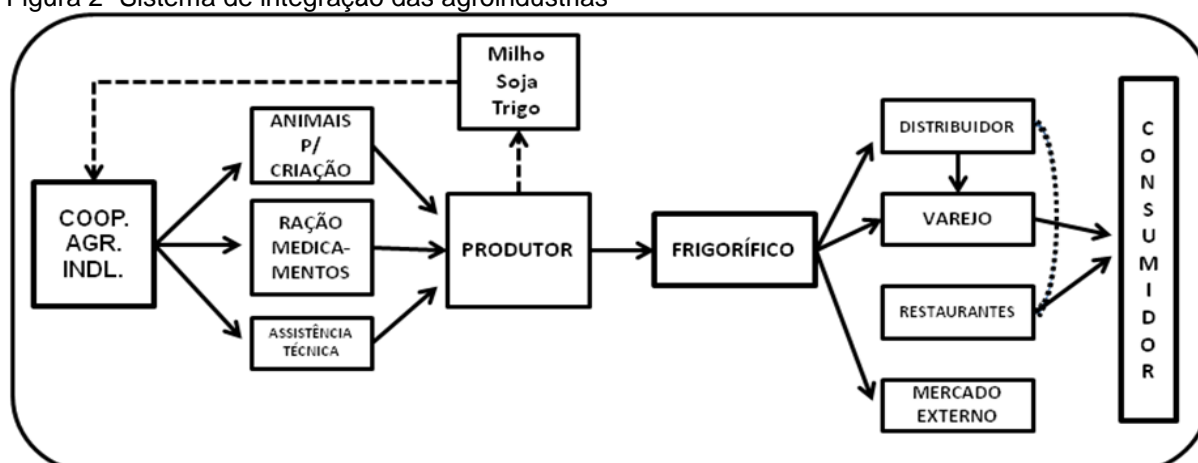 Figura 2- Sistema de integração das agroindústrias
Milho
Soja
Trigo
ANIMAIS
P/
CRIAÇÃO
COOP.
AGR.
INDL.
RAÇÃO
MEDICA-
MENTOS
ASSISTÊNCIA
TÉCNICA
PRODUTOR
FRIGORÍFICO
DISTRIBUIDOR
VAREJO
RESTAURANTES
MERCADO
EXTERNO
C
O
N
S
U
M
I
D
O
R